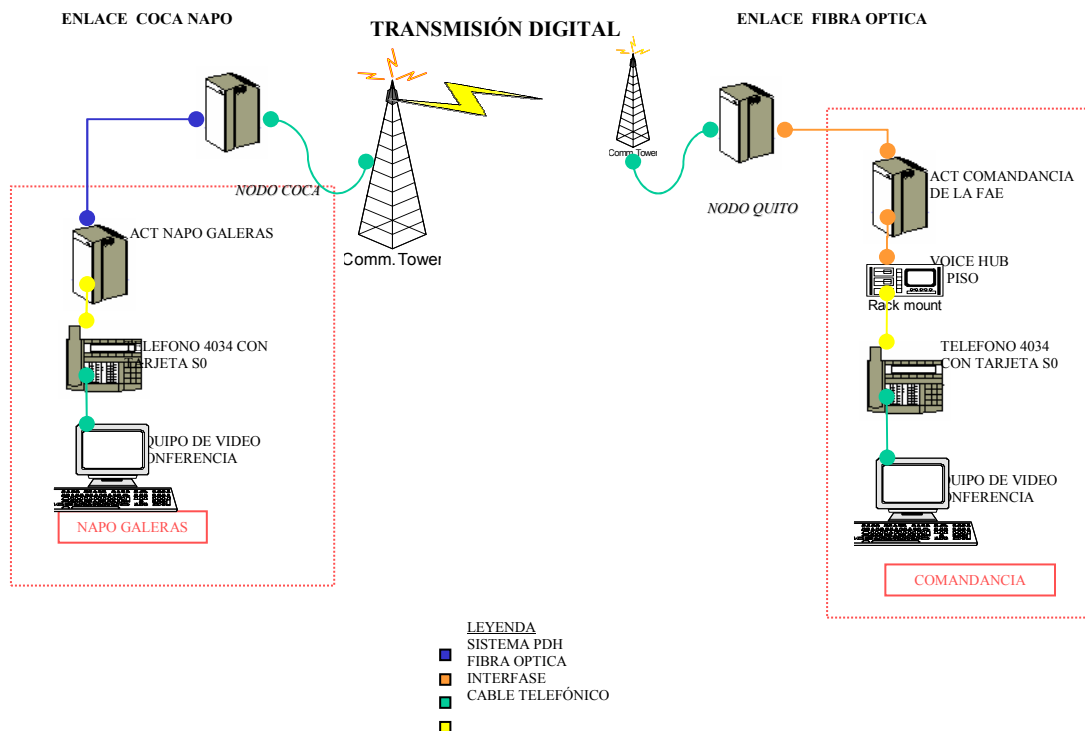 ENLACE COCA NAPO
TRANSMISIÓN DIGITAL
ENLACE FIBRA OPTICA
NODO COCA
Comm. Tower
Comm.Tower
NODO QUITO
ACT COMANDANCIA
DE LA FAE
ACT NAPO GALERAS
VOICE HUB
PISO
Rack mount
TELEFONO 4034 CON
TARJETA S0
TELEFONO 4034
CON TARJETA S0
QUIPO DE VIDEO
ONFERENCIA
QUIPO DE VIDEO
ONFERENCIA
NAPO GALERAS
COMANDANCIA
LEYENDA
SISTEMA PDH
FIBRA OPTICA
INTERFASE
CABLE TELEFÓNICO